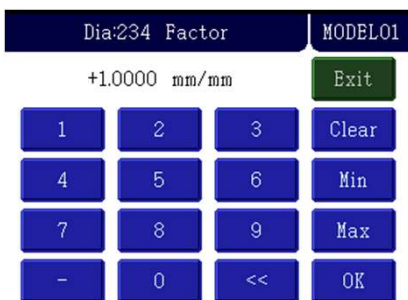 Dia:234 Factor MODEL01
+1.0000 mm/mm Exit
1 2 3 Clear
4 5 6 Min
7 8 9 Max
- 0 << OK